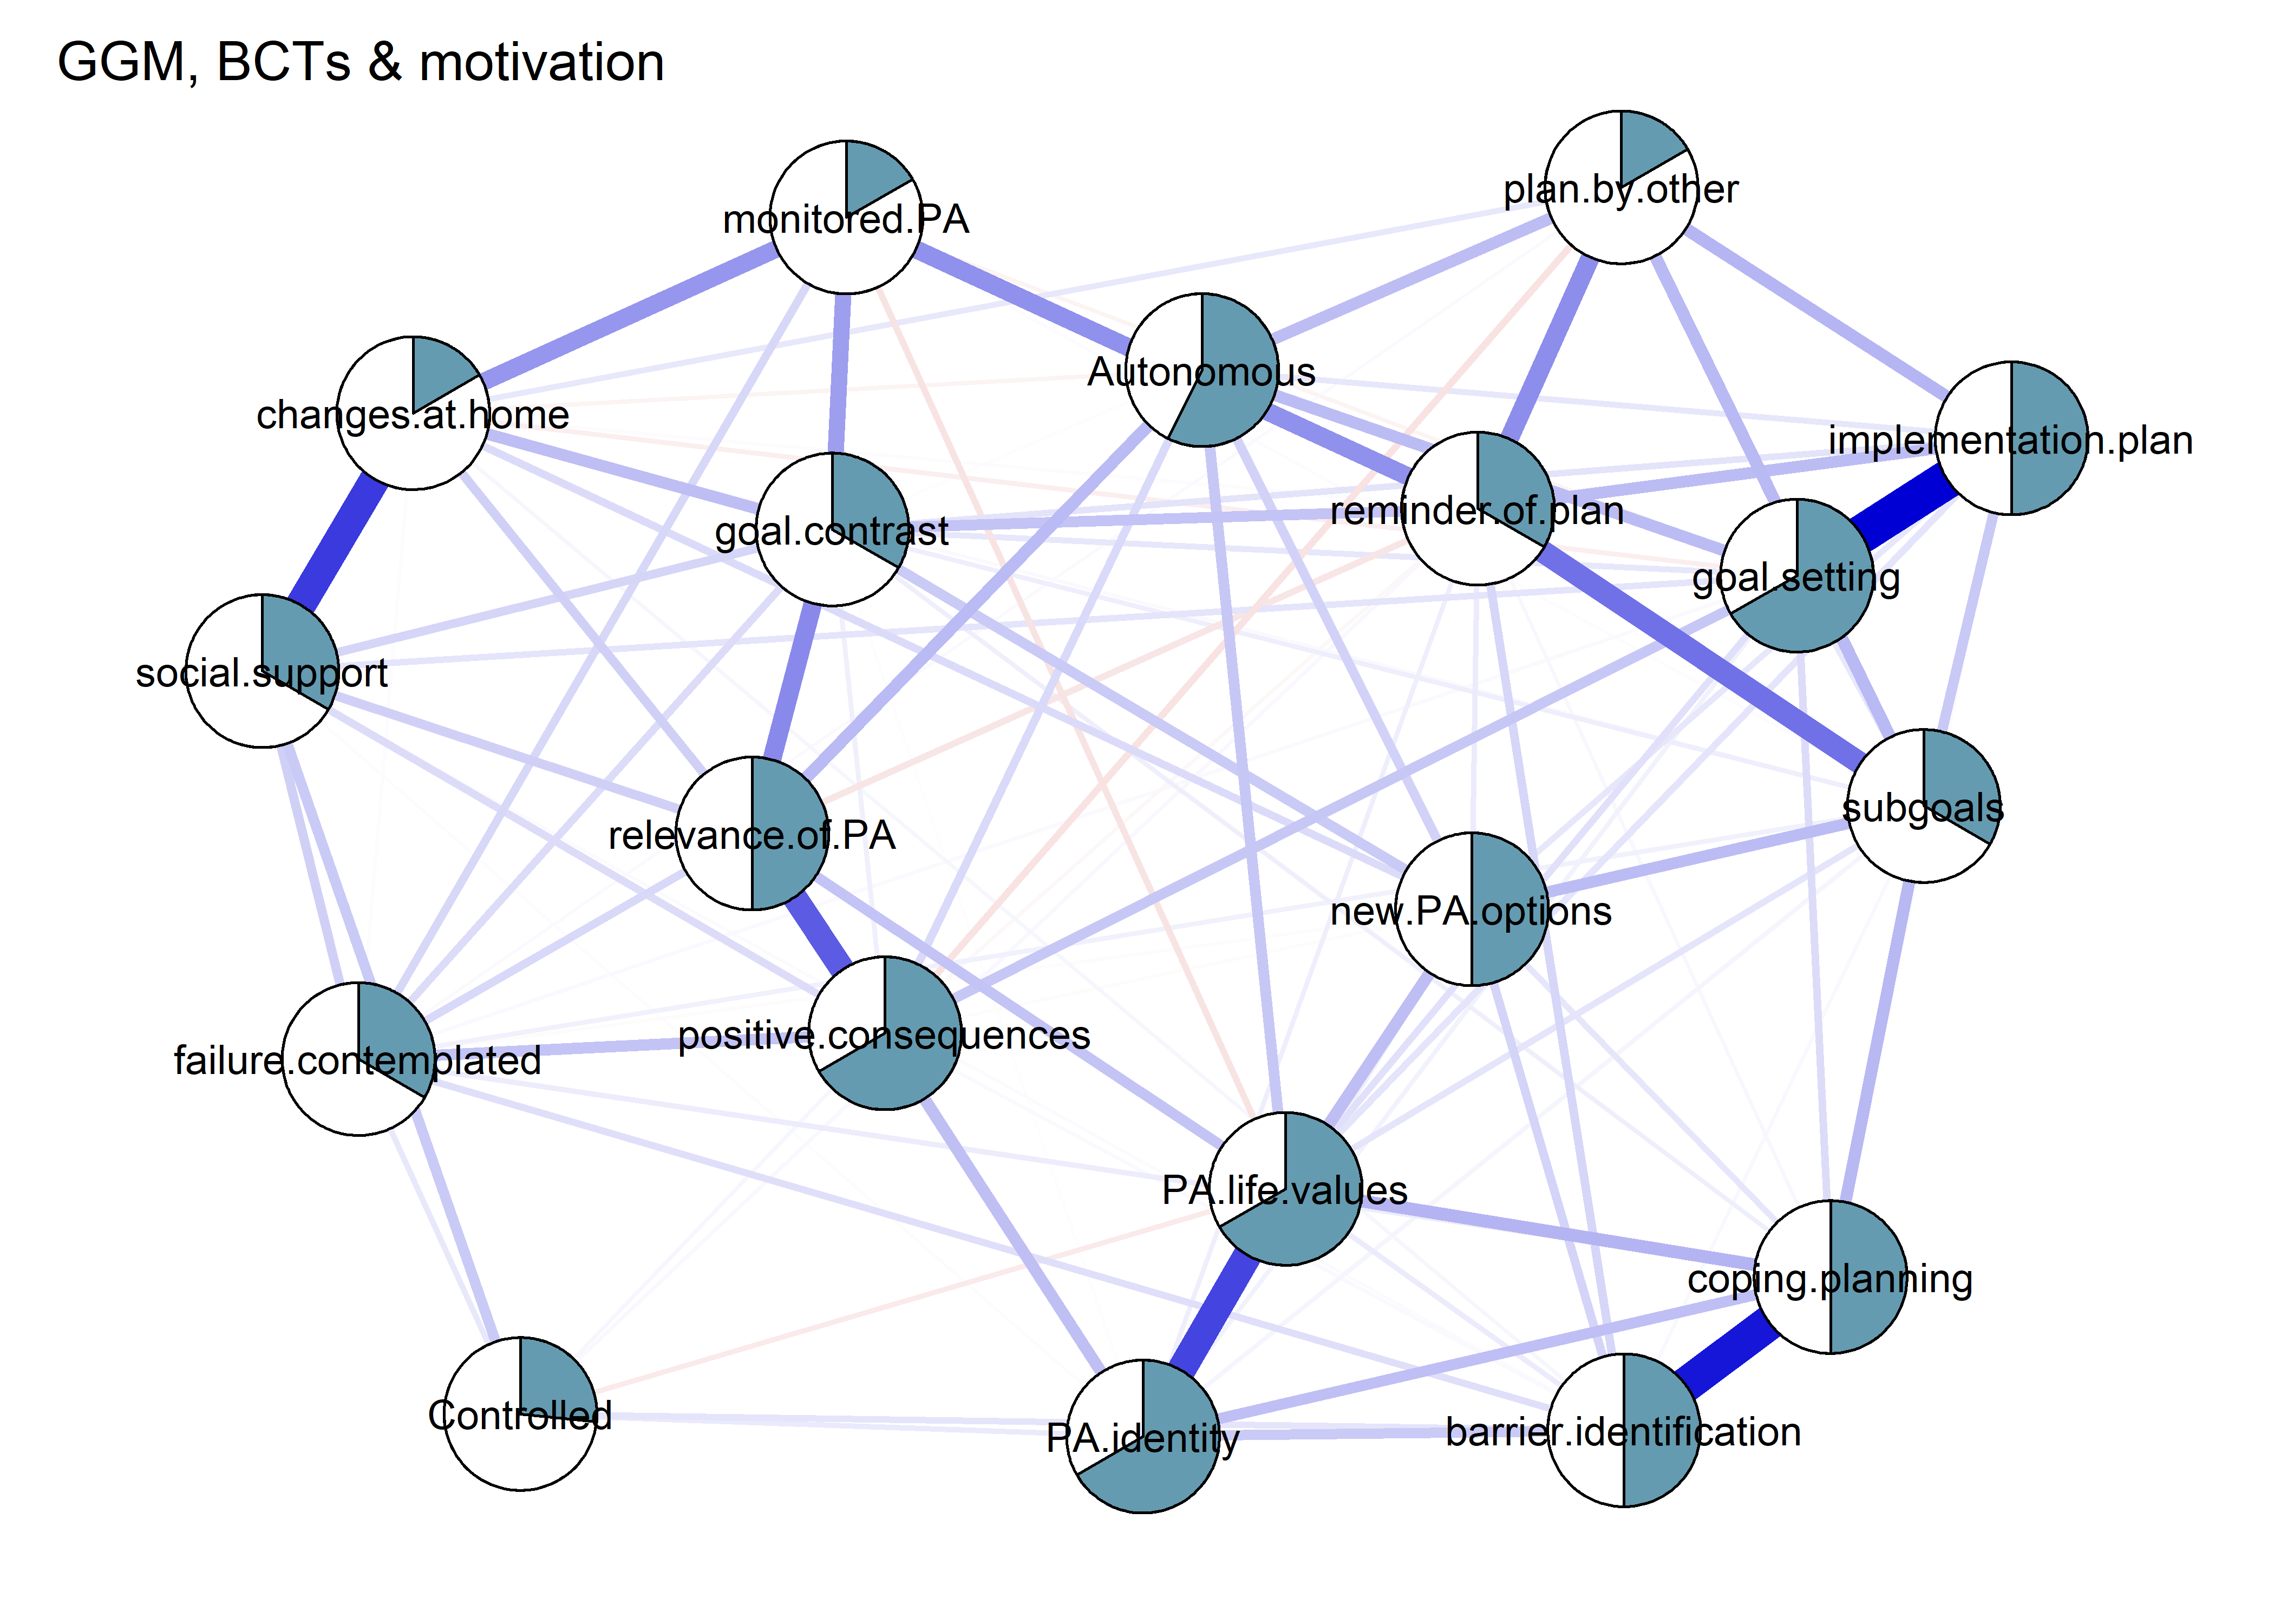 GGM, BCTs & motivation
plan.by.other
monitored.PA
Autonomous
changes.at.home
implementation.plan
reminder.of.plan
goal.contrast
goal.setting
social.support
subgoals
relevance.of.PA
new.PA.options
positive.consequences
failure.contemplated
PA.life.values
coping.planning
Controlled
PA.identity
barrier.identification